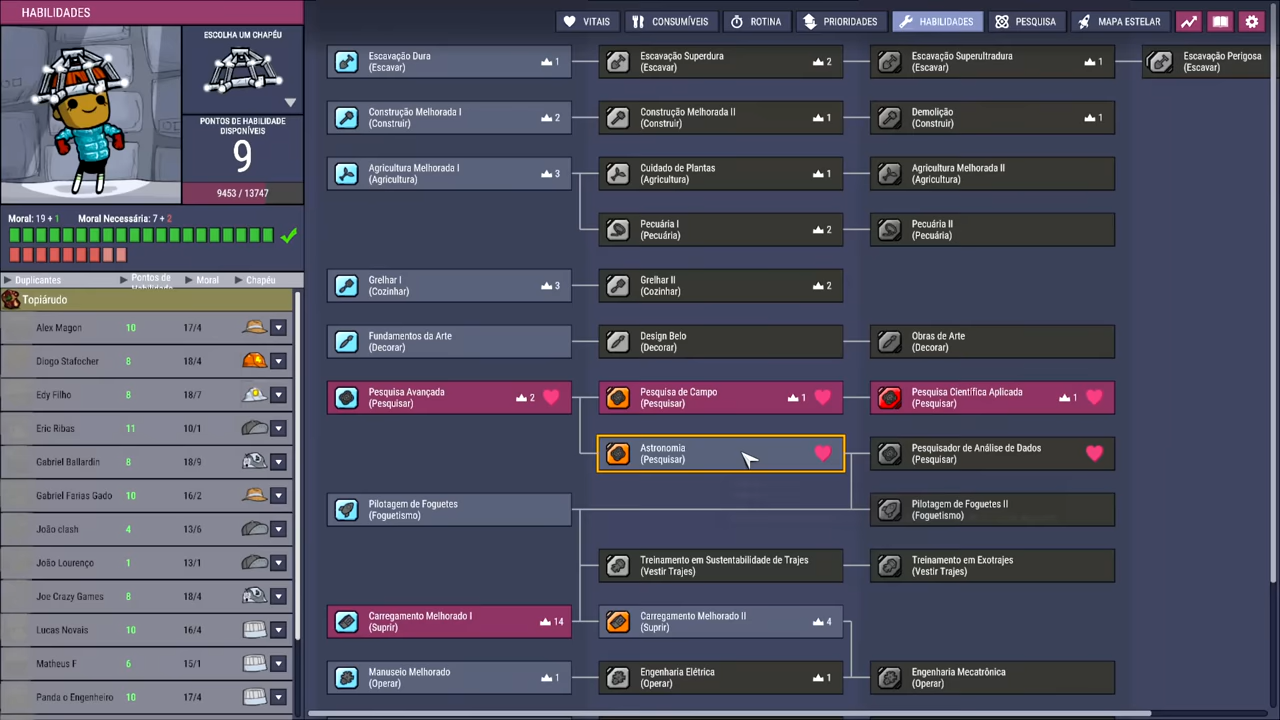 HABILIDADES
VITAIS
CONSUMÍVEIS
ROTINA
PRIORIDADES
HABILIDADES
PESQUISA
MAPA ESTELAR
ESCOLHA UM CHAPÉU
PONTOS DE HABILIDADE DISPONÍVEIS
9
9453 / 13747
Moral: 19 + 1
Moral Necessária: 7 + 2
Duplicantes
Pontos de
Moral
Chapéu
Topiárudo
Alex Magon 10 17/4
Diogo Stafocher 8 18/4
Edy Filho 8 18/7
Eric Ribas 11 10/1
Gabriel Ballardin 8 18/9
Gabriel Farias Gado 10 16/2
João clash 4 13/6
João Lourenço 1 13/1
Joe Crazy Games 8 18/4
Lucas Novais 10 16/4
Matheus F 6 15/1
Panda o Engenheiro 10 17/4
Escavação Dura
(Escavar)
1
Escavação Superdura
(Escavar)
2
Escavação Superultradura
(Escavar)
1
Escavação Perigosa
(Escavar)
Construção Melhorada I
(Construir)
2
Construção Melhorada II
(Construir)
1
Demolição
(Construir)
1
Agricultura Melhorada I
(Agricultura)
3
Cuidado de Plantas
(Agricultura)
1
Agricultura Melhorada II
(Agricultura)
Pecuária I
(Pecuária)
2
Pecuária II
(Pecuária)
Grelhar I
(Cozinhar)
3
Grelhar II
(Cozinhar)
2
Fundamentos da Arte
(Decorar)
Design Belo
(Decorar)
Obras de Arte
(Decorar)
Pesquisa Avançada
(Pesquisar)
2
Pesquisa de Campo
(Pesquisar)
1
Pesquisa Científica Aplicada
(Pesquisar)
1
Astronomia
(Pesquisar)
Pesquisador de Análise de Dados
(Pesquisar)
Pilotagem de Foguetes
(Foguetismo)
Pilotagem de Foguetes II
(Foguetismo)
Treinamento em Sustentabilidade de Trajes
(Vestir Trajes)
Treinamento em Exotrajes
(Vestir Trajes)
Carregamento Melhorado I
(Suprir)
14
Carregamento Melhorado II
(Suprir)
4
Manuseio Melhorado
(Operar)
1
Engenharia Elétrica
(Operar)
1
Engenharia Mecatrônica
(Operar)